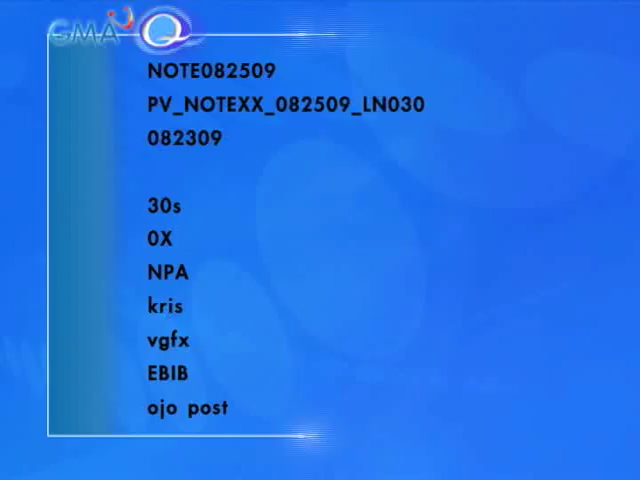 GMA Q
NOTE082509
PV_NOTEXX_082509_LN030
082309
30s
0X
NPA
kris
vgfx
EBIB
ojo post